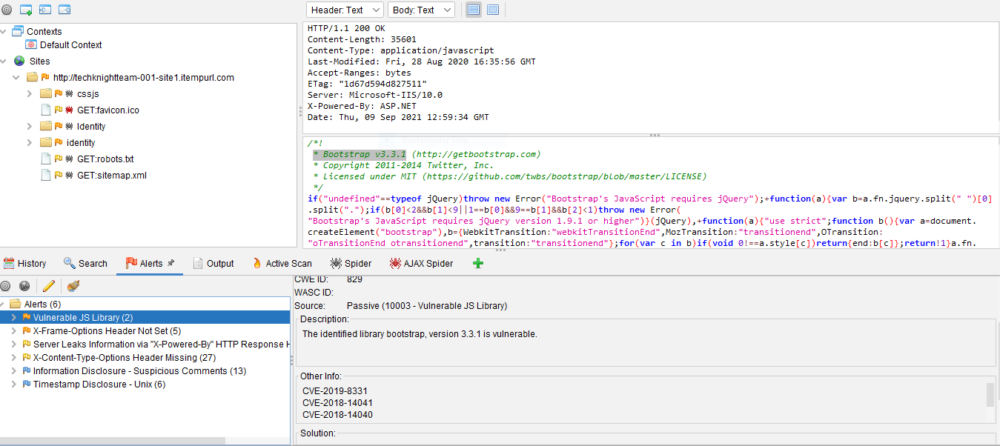 Header: Text
Body: Text
Contexts
Default Context
Sites
http://techknightteam-001-site1.itempurl.com
cssjs
GET:favicon.ico
Identity
identity
GET:robots.txt
GET:sitemap.xml
HTTP/1.1 200 OK
Content-Length: 35601
Content-Type: application/javascript
Last-Modified: Fri, 28 Aug 2020 16:35:56 GMT
Accept-Ranges: bytes
ETag: "1d67d594d827511"
Server: Microsoft-IIS/10.0
X-Powered-By: ASP.NET
Date: Thu, 09 Sep 2021 12:59:34 GMT
/*!
* Bootstrap v3.3.1 (http://getbootstrap.com)
* Copyright 2011-2014 Twitter, Inc.
* Licensed under MIT (https://github.com/twbs/bootstrap/blob/master/LICENSE)
*/
if("undefined"==typeof jQuery)throw new Error("Bootstrap's JavaScript requires jQuery");+function(a){var b=a.fn.jquery.split(" ")[0]
.split(".");if(b[0]<2&&b[1]<9||1==b[0]&&9==b[1]&&b[2]<1)throw new Error(
"Bootstrap's JavaScript requires jQuery version 1.9.1 or higher")}(jQuery),+function(a){"use strict";function b(){var a=document.
createElement("bootstrap"),b={WebkitTransition:"webkitTransitionEnd",MozTransition:"transitionend",OTransition:
"oTransitionEnd otransitionend",transition:"transitionend"};for(var c in b)if(void 0!==a.style[c])return{end:b[c]};return!1}a.fn.
History
Search
Alerts
Output
Active Scan
Spider
AJAX Spider
Alerts (6)
Vulnerable JS Library (2)
X-Frame-Options Header Not Set (5)
Server Leaks Information via "X-Powered-By" HTTP Response H
X-Content-Type-Options Header Missing (27)
Information Disclosure - Suspicious Comments (13)
Timestamp Disclosure - Unix (6)
CWE ID: 829
WASC ID:
Source: Passive (10003 - Vulnerable JS Library)
Description:
The identified library bootstrap, version 3.3.1 is vulnerable.
Other Info:
CVE-2019-8331
CVE-2018-14041
CVE-2018-14040
Solution: